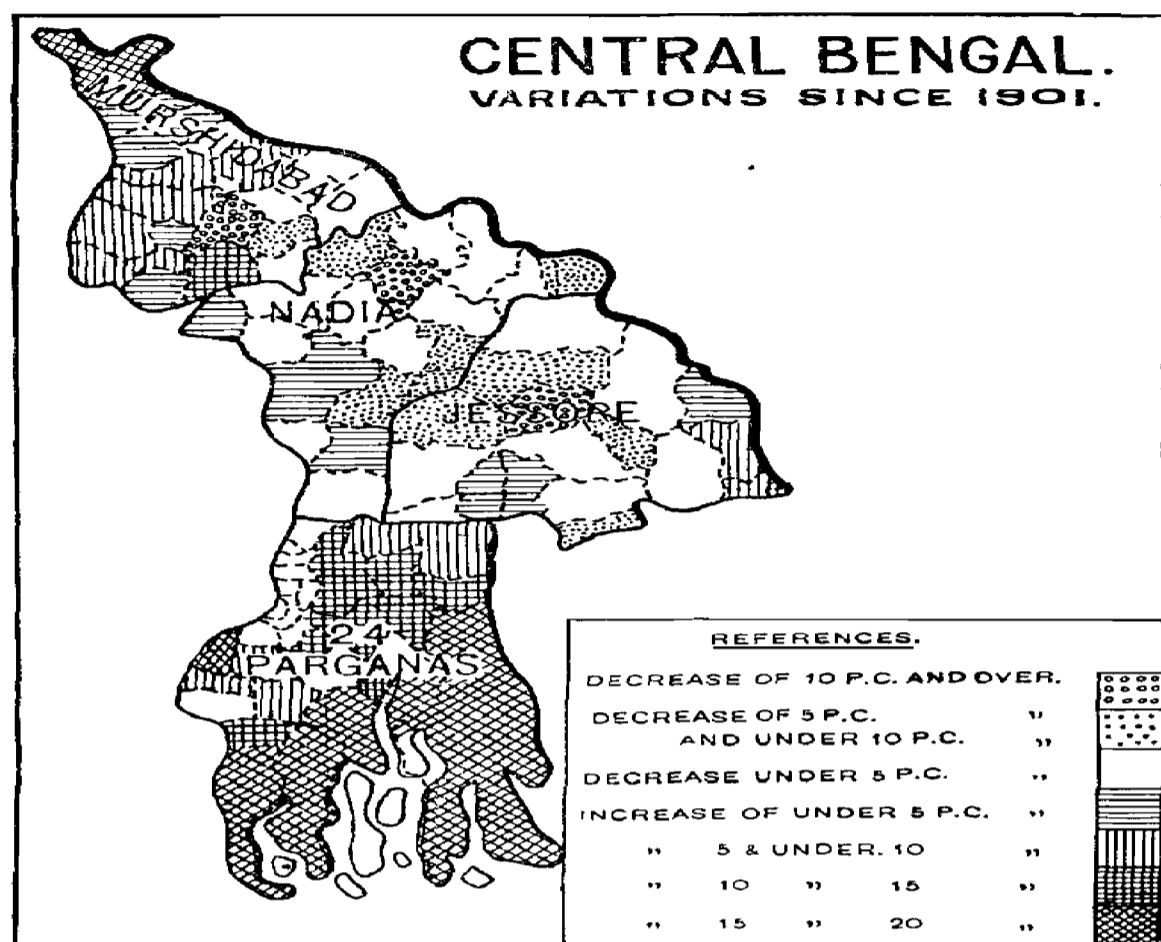 CENTRAL BENGAL.
VARIATIONS SINCE 1901.
MURSHIDABAD
NADIA
JESSORE
24
PARGANAS
REFERENCES.
DECREASE OF 10 P.C. AND OVER.
DECREASE OF 5 P.C. "
AND UNDER 10 P.C. "
DECREASE UNDER 5 P.C. "
INCREASE OF UNDER 5 P.C. "
" 5 & UNDER. 10 "
" 10 " 15 "
" 15 " 20 "